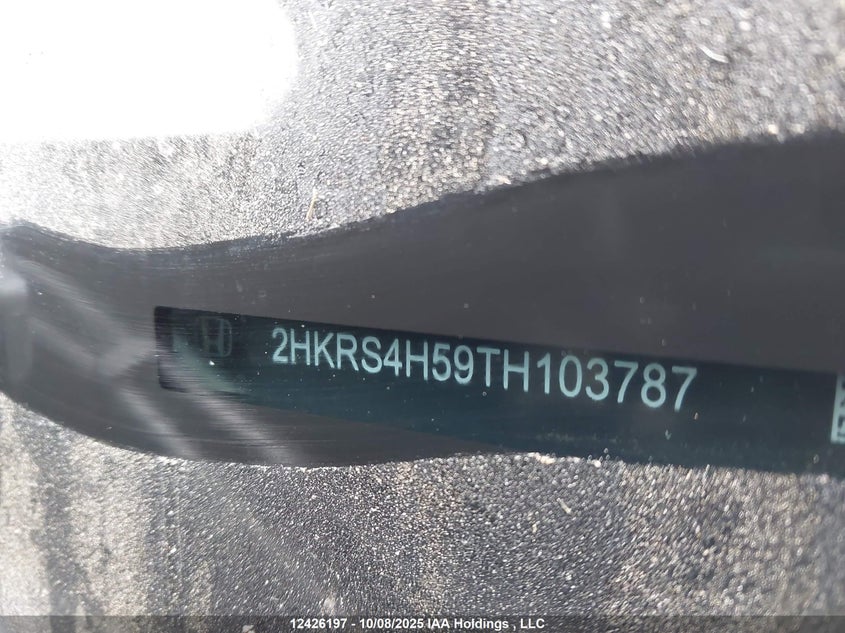 2HKRS4H59TH103787
12426197 - 10/08/2025 IAA Holdings , LLC